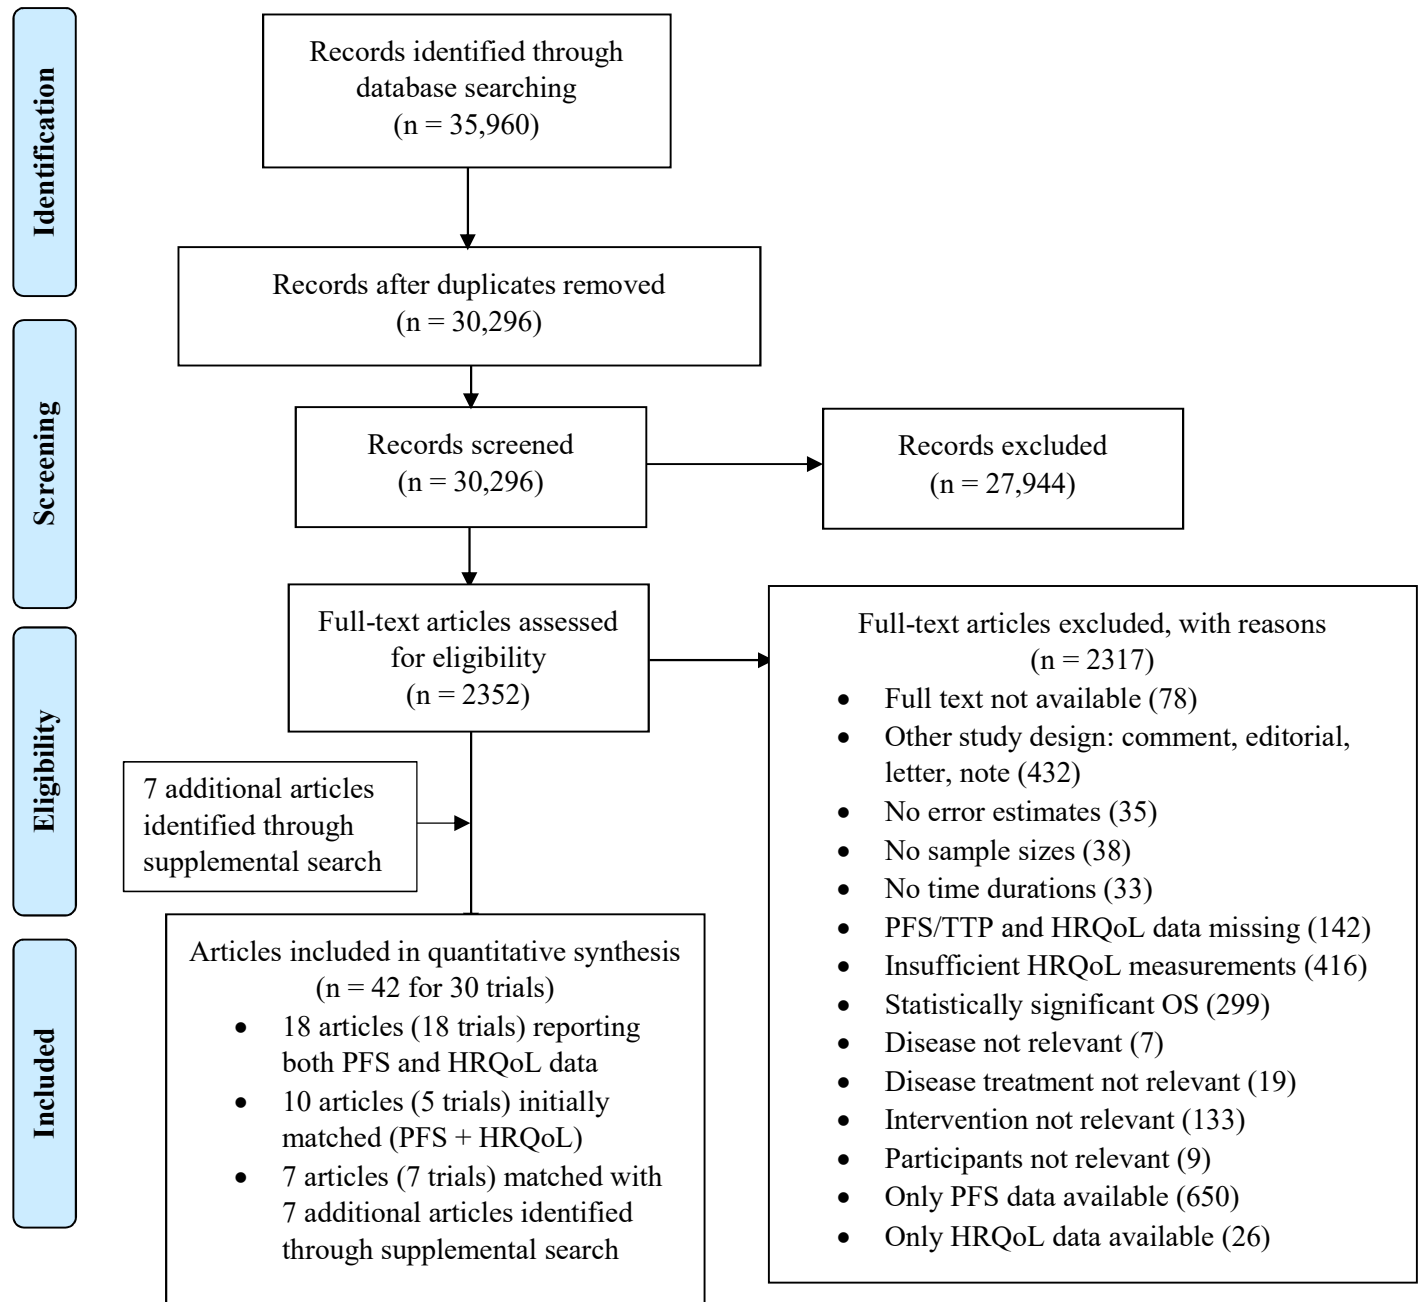 Identification
Records identified through
database searching
(n = 35,960)
Records after duplicates removed
(n = 30,296)
Screening
Records screened
(n = 30,296)
Records excluded
(n = 27,944)
Eligibility
Full-text articles assessed
for eligibility
(n = 2352)
Full-text articles excluded, with reasons
(n = 2317)
• Full text not available (78)
• Other study design: comment, editorial,
letter, note (432)
• No error estimates (35)
• No sample sizes (38)
• No time durations (33)
• PFS/TTP and HRQoL data missing (142)
• Insufficient HRQoL measurements (416)
• Statistically significant OS (299)
• Disease not relevant (7)
• Disease treatment not relevant (19)
• Intervention not relevant (133)
• Participants not relevant (9)
• Only PFS data available (650)
• Only HRQoL data available (26)
7 additional articles
identified through
supplemental search
Included
Articles included in quantitative synthesis
(n = 42 for 30 trials)
• 18 articles (18 trials) reporting
both PFS and HRQoL data
• 10 articles (5 trials) initially
matched (PFS + HRQoL)
• 7 articles (7 trials) matched with
7 additional articles identified
through supplemental search